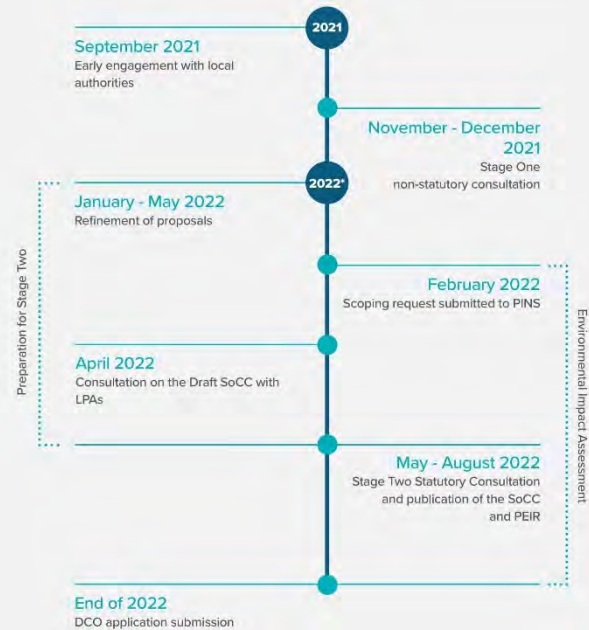 2021
September 2021
Early engagement with local
authorities
November - December
2021
Stage One
non-statutory consultation
2022*
January - May 2022
Refinement of proposals
Preparation for Stage Two
February 2022
Scoping request submitted to PINS
Environmental Impact Assessment
April 2022
Consultation on the Draft SoCC with
LPAs
May - August 2022
Stage Two Statutory Consultation
and publication of the SoCC
and PEIR
End of 2022
DCO application submission